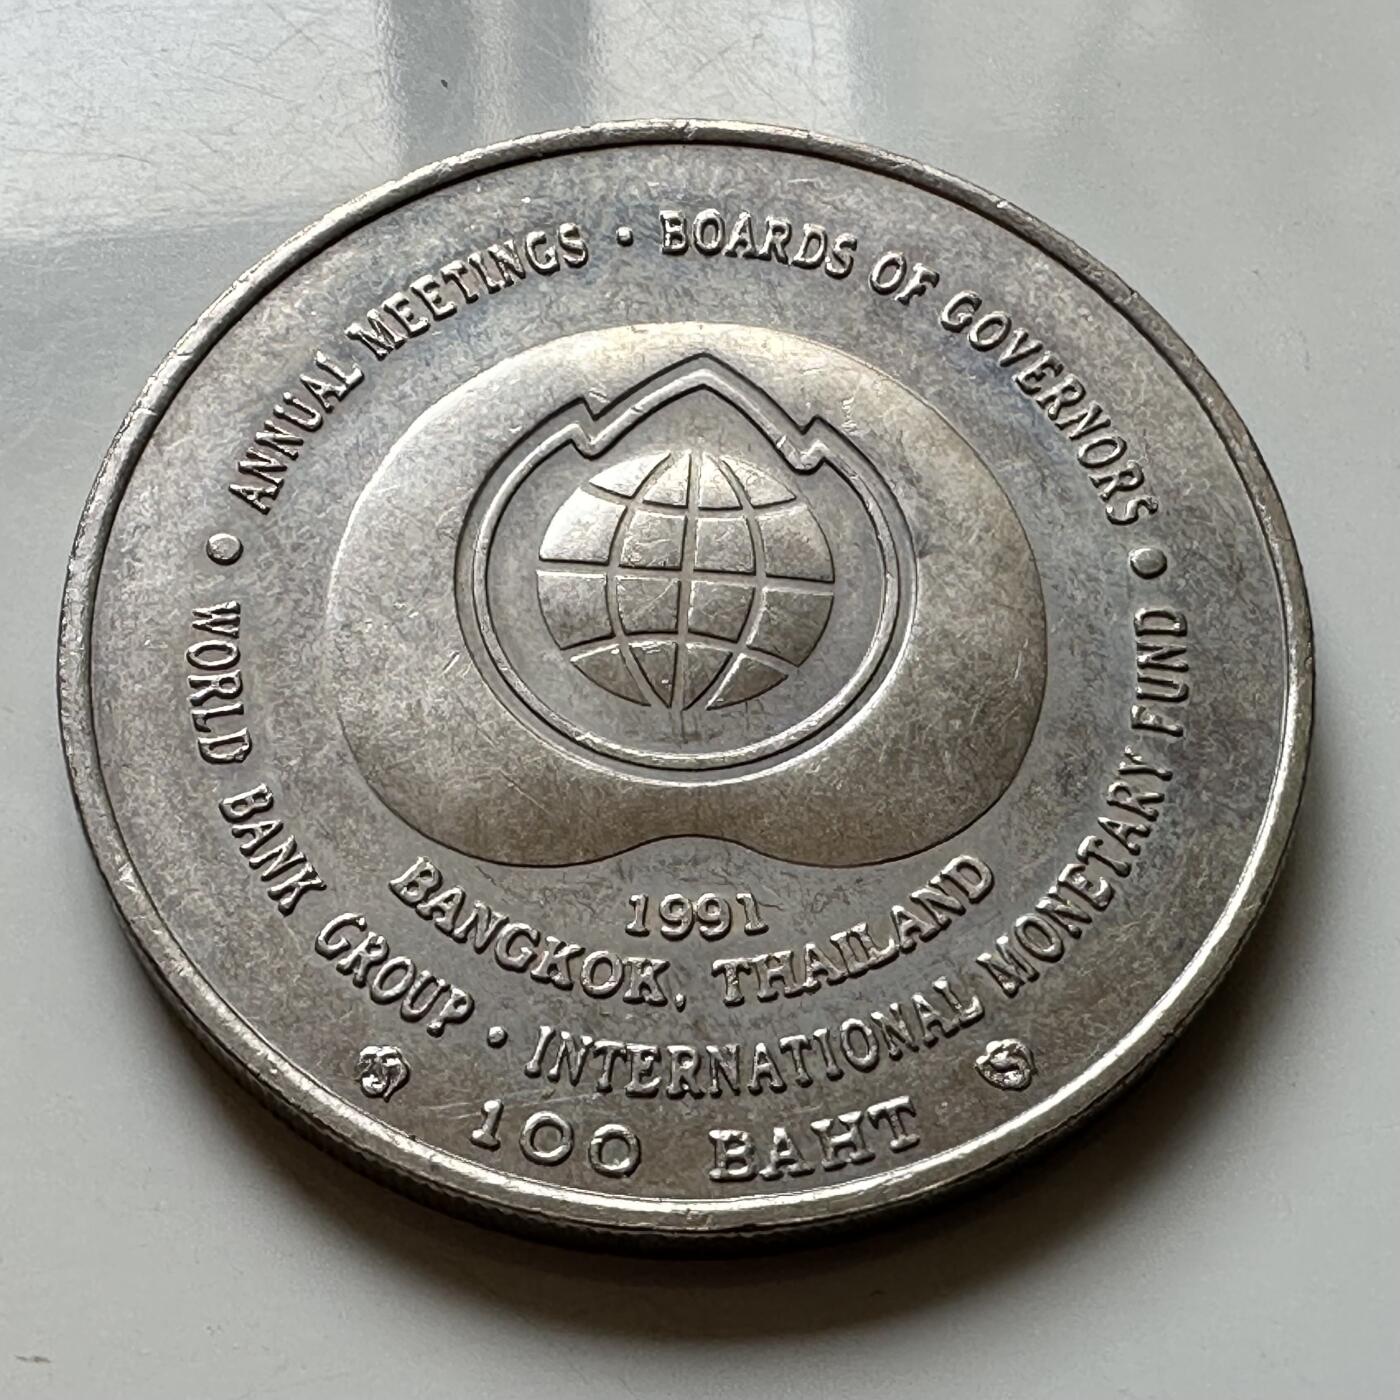 ANNUAL MEETINGS • BOARDS OF GOVERNORS
• WORLD BANK GROUP • INTERNATIONAL MONETARY FUND •
1991
BANGKOK, THAILAND
100 BAHT